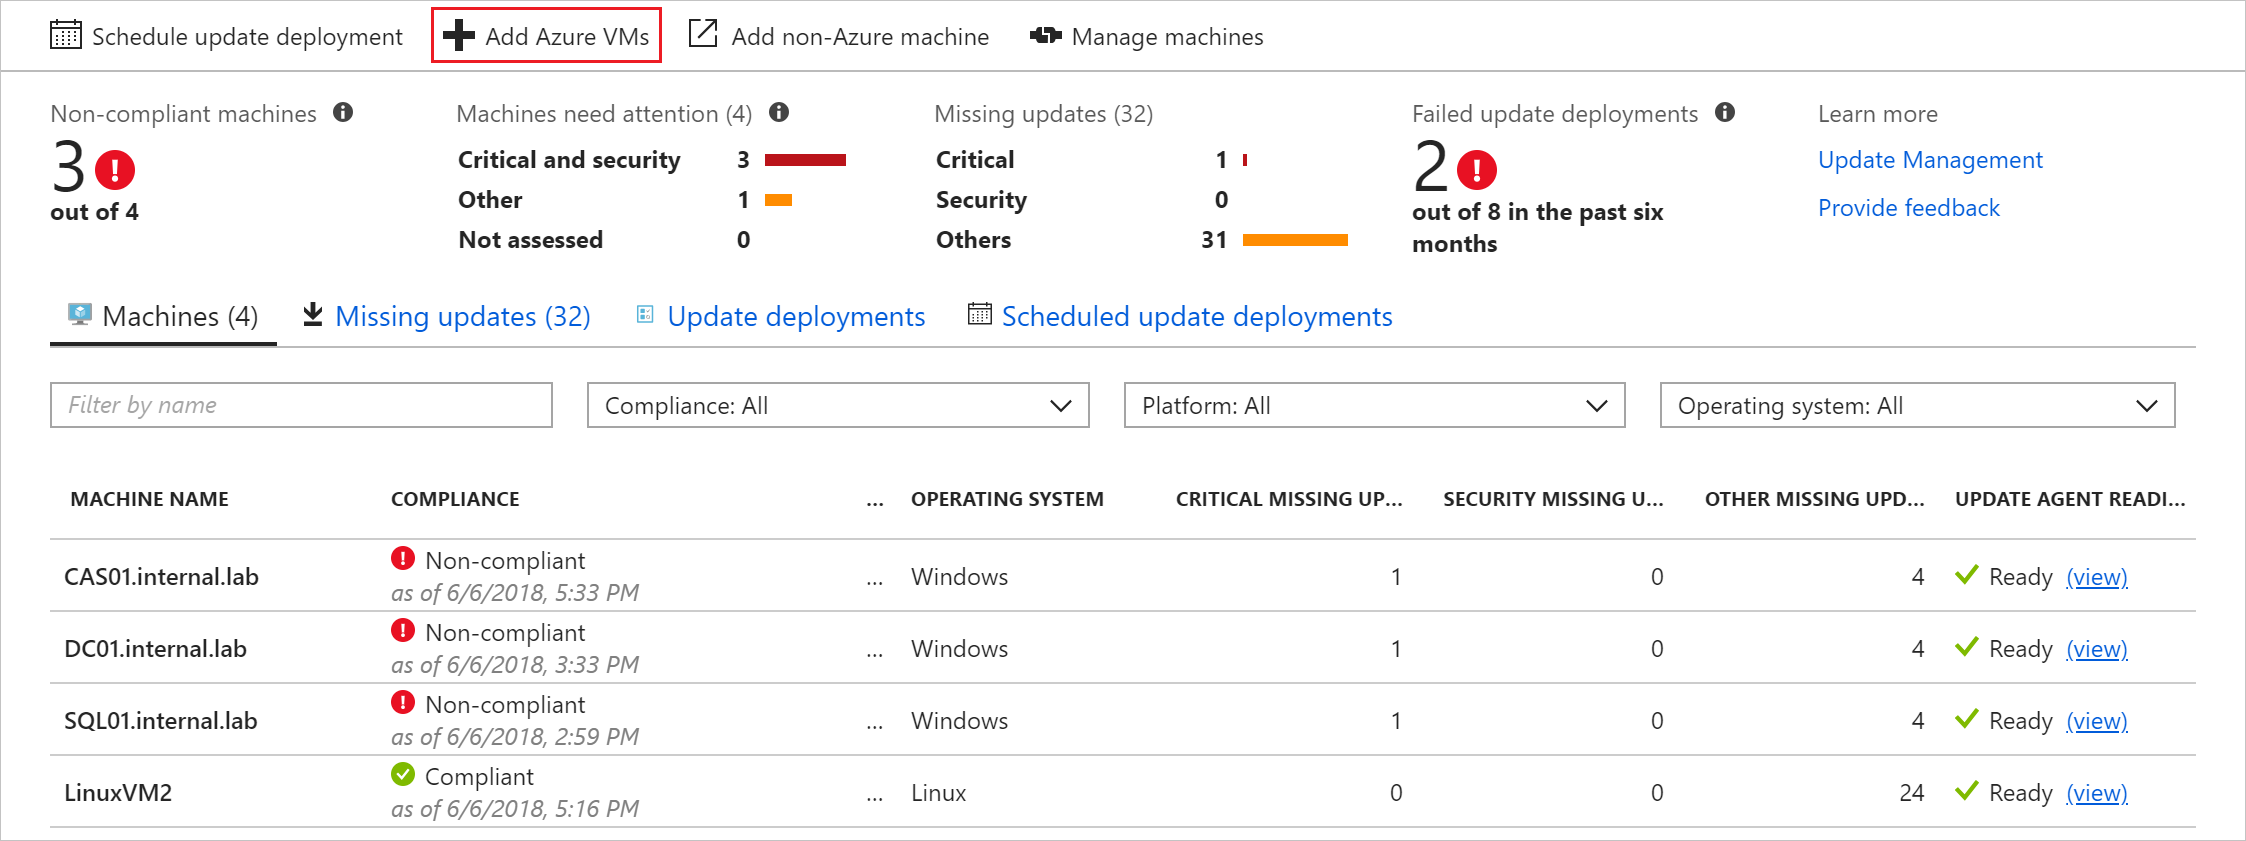 Schedule update deployment Add Azure VMs Add non-Azure machine Manage machines
Non-compliant machines Machines need attention (4) Missing updates (32) Failed update deployments Learn more
3 Critical and security 3 Critical 1 2 Update Management
Other 1 Security 0
out of 4 out of 8 in the past six Provide feedback
Not assessed 0 Others 31 months
Machines (4) Missing updates (32) Update deployments Scheduled update deployments
Filter by name Compliance: All Platform: All Operating system: All
MACHINE NAME COMPLIANCE ... OPERATING SYSTEM CRITICAL MISSING UP... SECURITY MISSING U... OTHER MISSING UPD... UPDATE AGENT READI...
Non-compliant
CAS01.internal.lab ... Windows 1 0 4 Ready (view)
as of 6/6/2018, 5:33 PM
Non-compliant
DC01.internal.lab ... Windows 1 0 4 Ready (view)
as of 6/6/2018, 3:33 PM
Non-compliant
SQL01.internal.lab ... Windows 1 0 4 Ready (view)
as of 6/6/2018, 2:59 PM
Compliant
LinuxVM2 ... Linux 0 0 24 Ready (view)
as of 6/6/2018, 5:16 PM